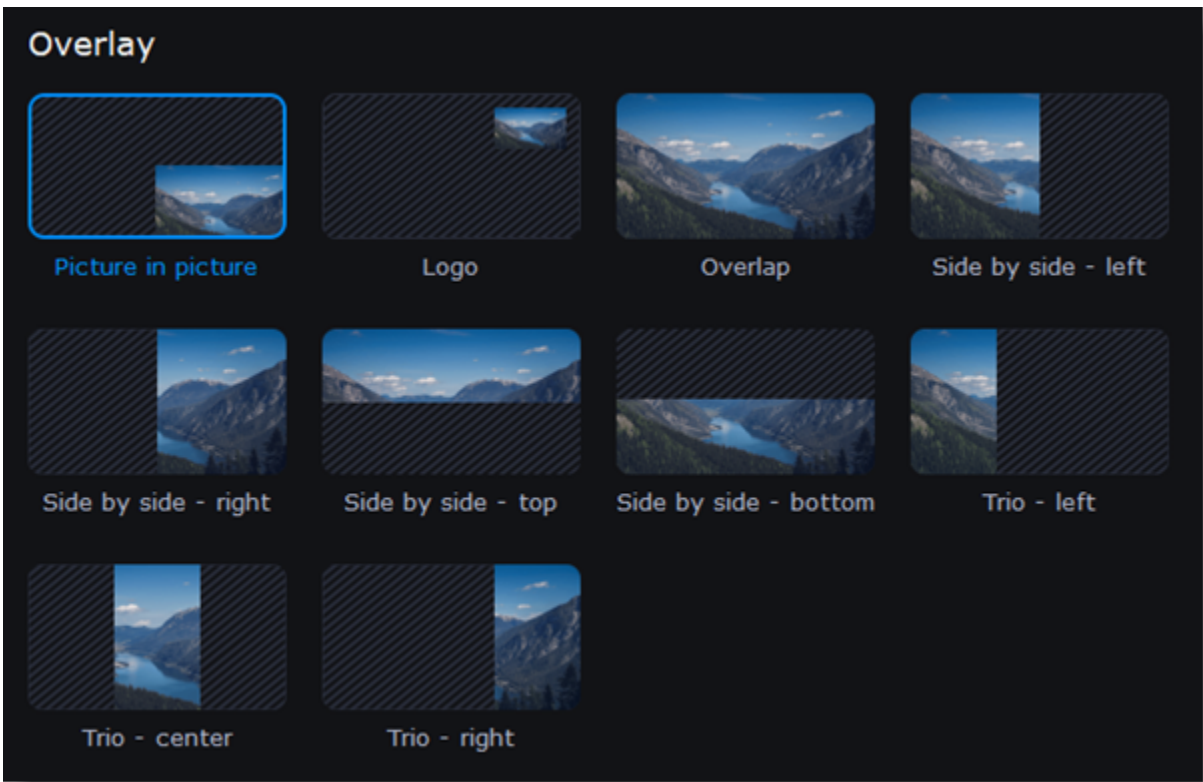 Overlay
Picture in picture
Logo
Overlap
Side by side - left
Side by side - right
Side by side - top
Side by side - bottom
Trio - left
Trio - center
Trio - right